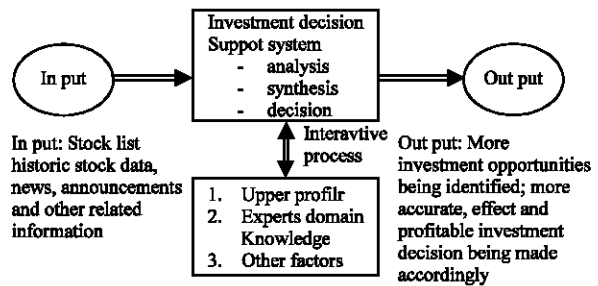 Investment decision
Suppot system
- analysis
- synthesis
- decision
In put
Out put
Interavtive
process
In put: Stock list
historic stock data,
news, announcements
and other related
information
1. Upper profilr
2. Experts domain
Knowledge
3. Other factors
Out put: More
investment opportunities
being identified; more
accurate, effect and
profitable investment
decision being made
accordingly